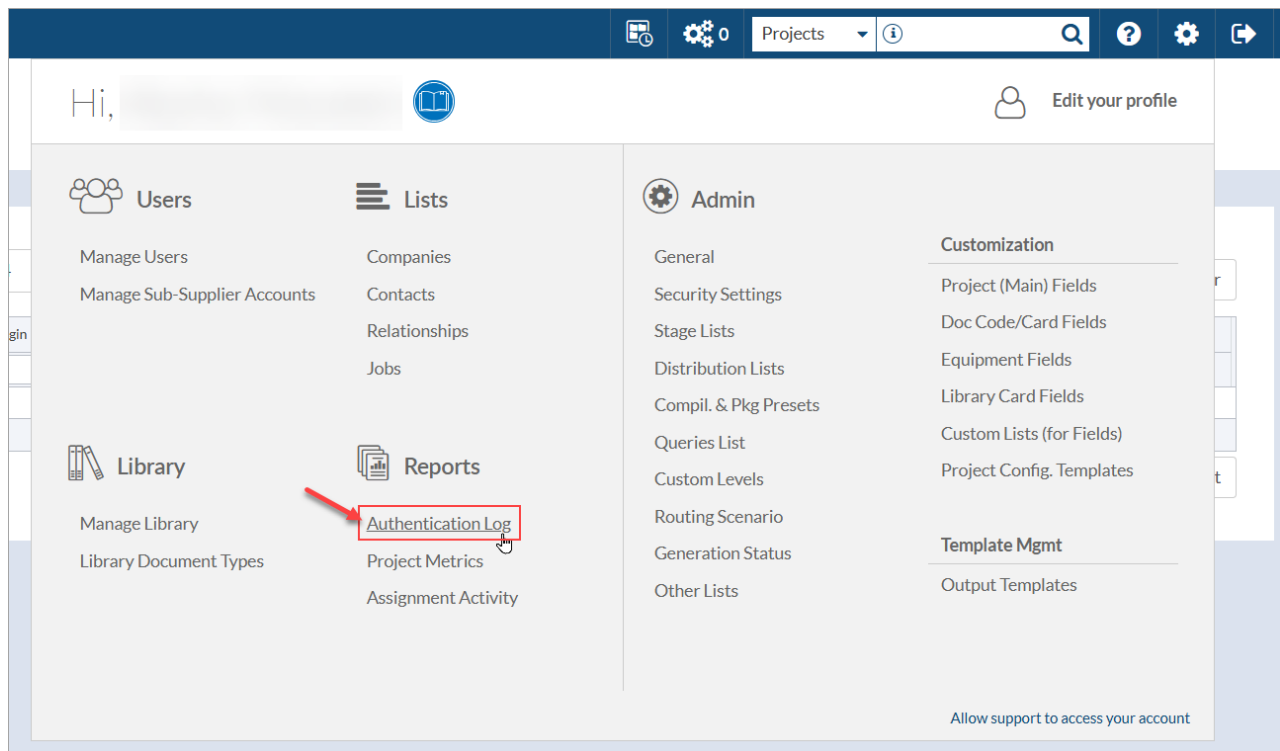 0
Projects
Hi,
Edit your profile
Users
Manage Users
Manage Sub-Supplier Accounts
Lists
Companies
Contacts
Relationships
Jobs
Library
Manage Library
Library Document Types
Reports
Authentication Log
Project Metrics
Assignment Activity
Admin
General
Security Settings
Stage Lists
Distribution Lists
Compil. & Pkg Presets
Queries List
Custom Levels
Routing Scenario
Generation Status
Other Lists
Customization
Project (Main) Fields
Doc Code/Card Fields
Equipment Fields
Library Card Fields
Custom Lists (for Fields)
Project Config. Templates
Template Mgmt
Output Templates
Allow support to access your account
gin
r
t